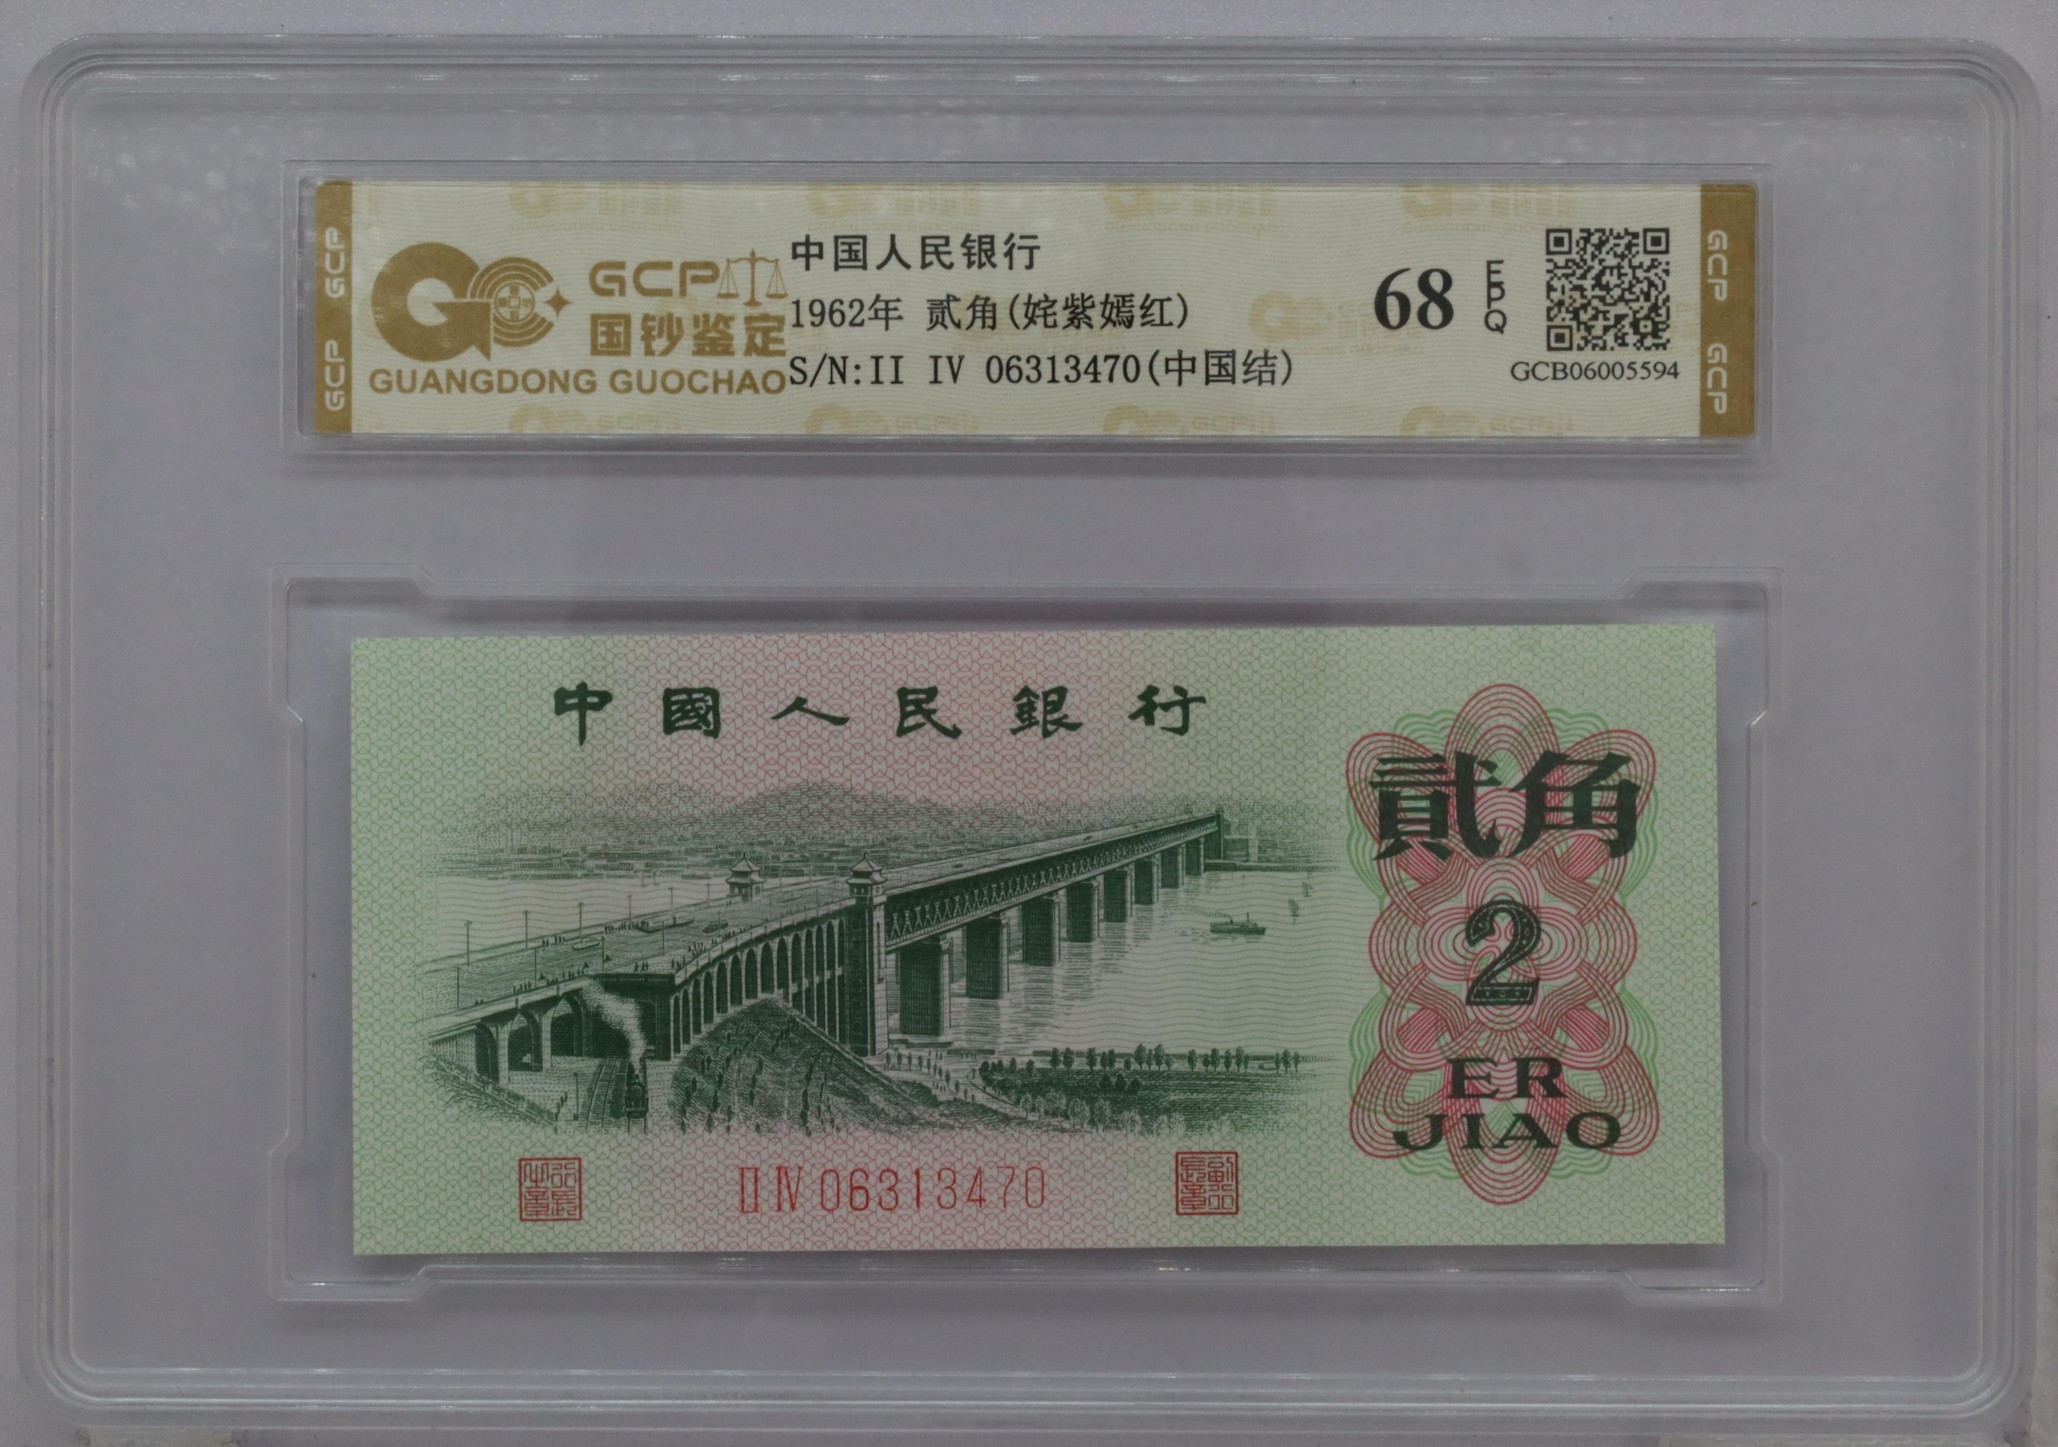 GCP
GCP
GCP
国钞鉴定
GUANGDONG GUOCHAO
中国人民银行
1962年 贰角(姹紫嫣红)
S/N:II IV 06313470(中国结)
68
EPQ
GCB06005594
GCP
GCP
中國人民銀行
貳角
2
ER
JIAO
II IV 06313470